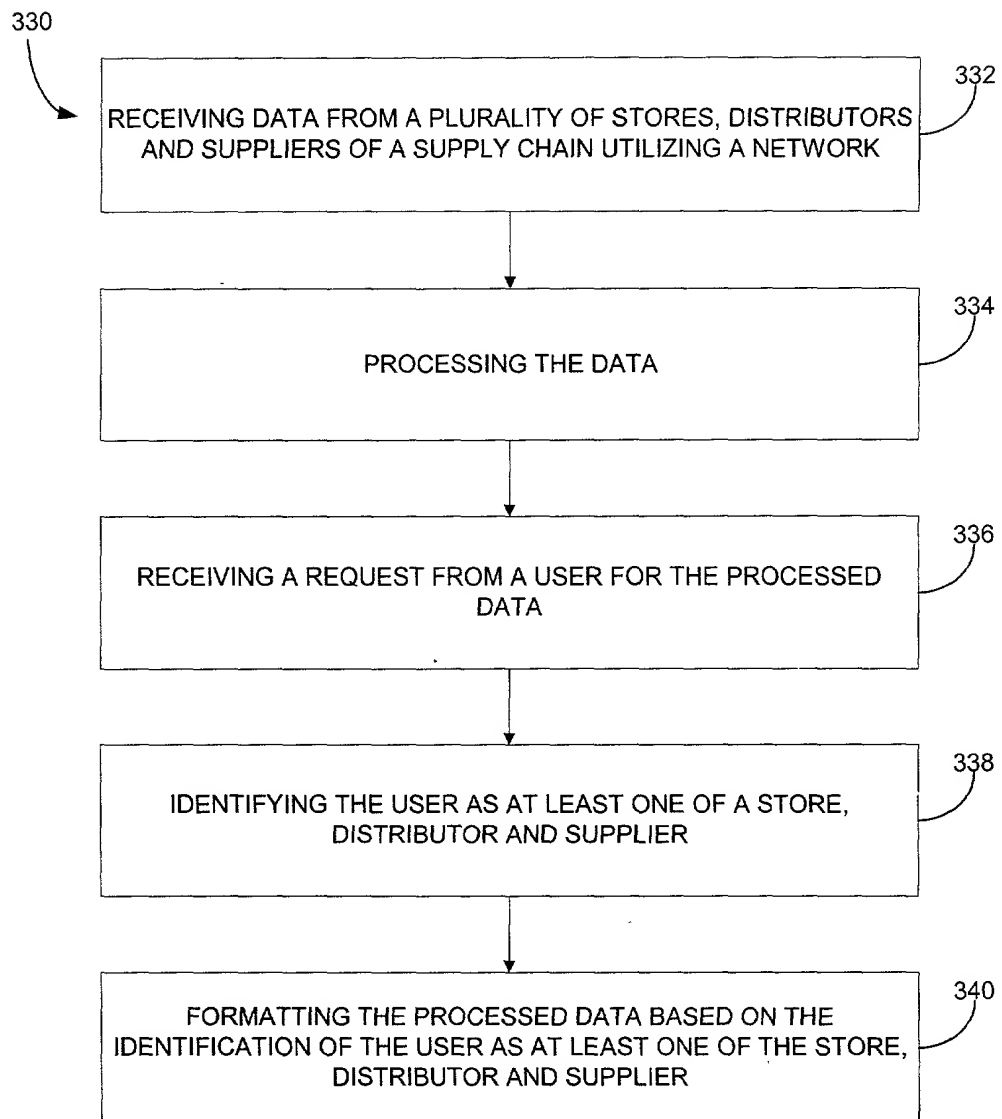 330
332
RECEIVING DATA FROM A PLURALITY OF STORES, DISTRIBUTORS
AND SUPPLIERS OF A SUPPLY CHAIN UTILIZING A NETWORK
334
PROCESSING THE DATA
336
RECEIVING A REQUEST FROM A USER FOR THE PROCESSED
DATA
338
IDENTIFYING THE USER AS AT LEAST ONE OF A STORE,
DISTRIBUTOR AND SUPPLIER
340
FORMATTING THE PROCESSED DATA BASED ON THE
IDENTIFICATION OF THE USER AS AT LEAST ONE OF THE STORE,
DISTRIBUTOR AND SUPPLIER